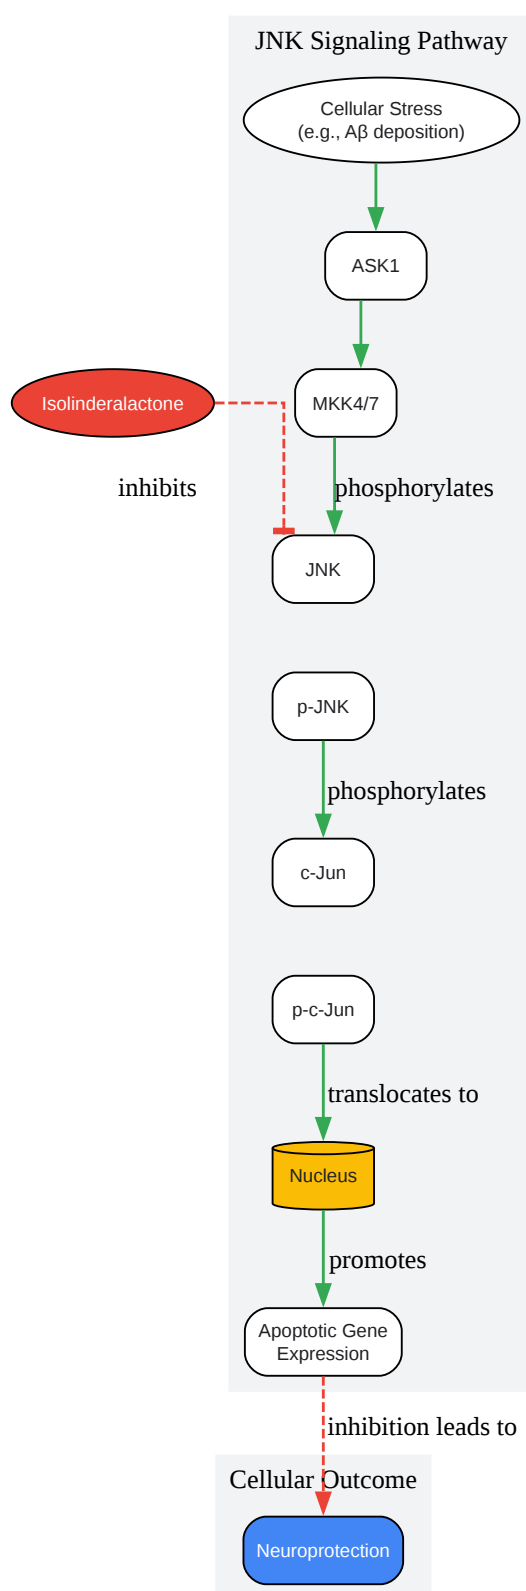 JNK Signaling Pathway
Cellular Stress
(e.g., Aβ deposition)
ASK1
Isolinderalactone
MKK4/7
inhibits
phosphorylates
JNK
p-JNK
phosphorylates
c-Jun
p-c-Jun
translocates to
Nucleus
promotes
Apoptotic Gene
Expression
inhibition leads to
Cellular Outcome
Neuroprotection